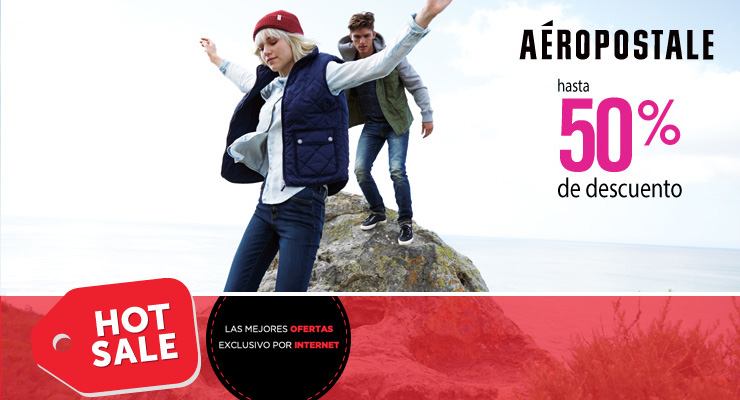 AÉROPOSTALE
hasta
50%
de descuento
HOT
SALE
LAS MEJORES OFERTAS
EXCLUSIVO POR INTERNET